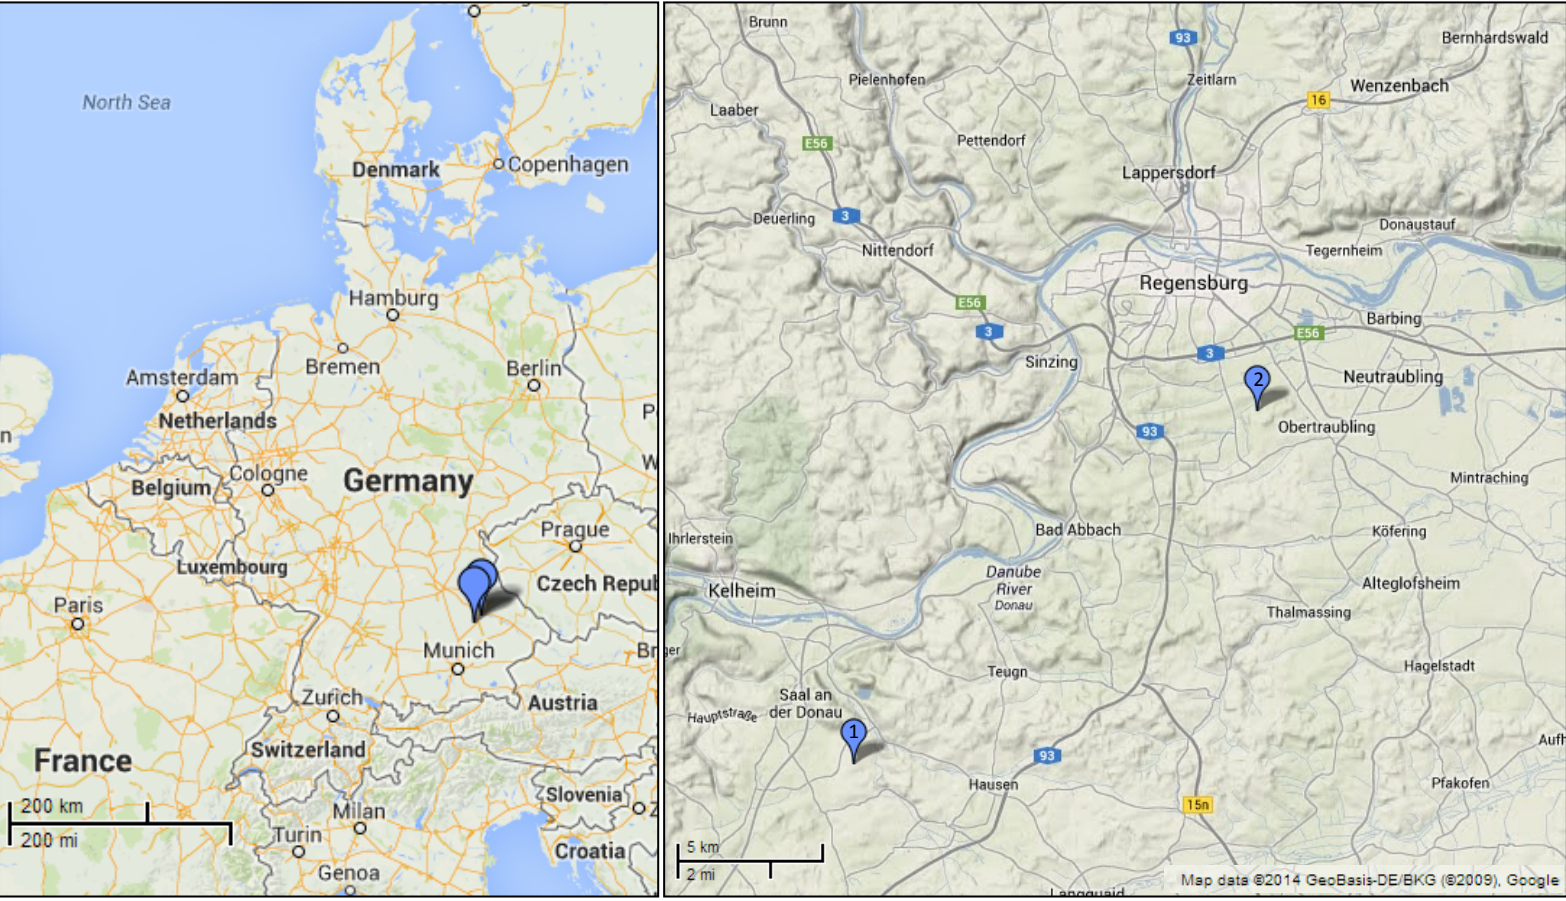 North Sea
Denmark
Copenhagen
Hamburg
Bremen
Berlin
Amsterdam
Netherlands
Cologne
Belgium
Germany
Prague
Luxembourg
Czech Repub
Paris
Munich
Zurich
Austria
Switzerland
France
Slovenia
Milan
Turin
Croatia
Genoa
200 km
200 mi
Brunn
93
Bernhardswald
Pielenhofen
Zeitlarn
Wenzenbach
16
Laaber
E56
Pettendorf
Lappersdorf
Deuerling
3
Donaustauf
Nittendorf
Tegernheim
Regensburg
E56
Barbing
3
E56
Sinzing
3
2
Neutraubling
93
Obertraubling
Mintraching
Ihrlerstein
Bad Abbach
Köfering
Danube
River
Donau
Kelheim
Alteglofsheim
Thalmassing
Teugn
Hagelstadt
Saal an
der Donau
Hauptstraße
1
93
Aufh
Hausen
Pfakofen
15n
5 km
2 mi
Langquaid
Map data ©2014 GeoBasis-DE/BKG (©2009), Google